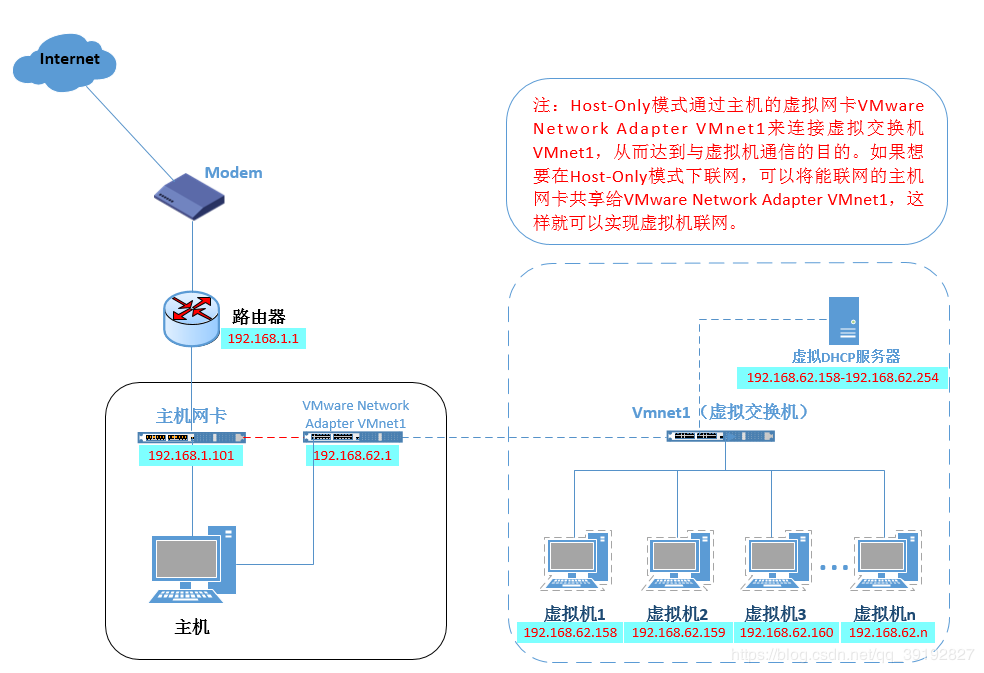 Internet
Modem
注：Host-Only模式通过主机的虚拟网卡VMware
Network Adapter VMnet1来连接虚拟交换机
VMnet1，从而达到与虚拟机通信的目的。如果想
要在Host-Only模式下联网，可以将能联网的主机
网卡共享给VMware Network Adapter VMnet1，这
样就可以实现虚拟机联网。
路由器
192.168.1.1
虚拟DHCP服务器
192.168.62.158-192.168.62.254
主机网卡
192.168.1.101
VMware Network
Adapter VMnet1
192.168.62.1
Vmnet1（虚拟交换机）
主机
虚拟机1
192.168.62.158
虚拟机2
192.168.62.159
虚拟机3
192.168.62.160
虚拟机n
192.168.62.n
https://blog.csdn.net/qq_39192827